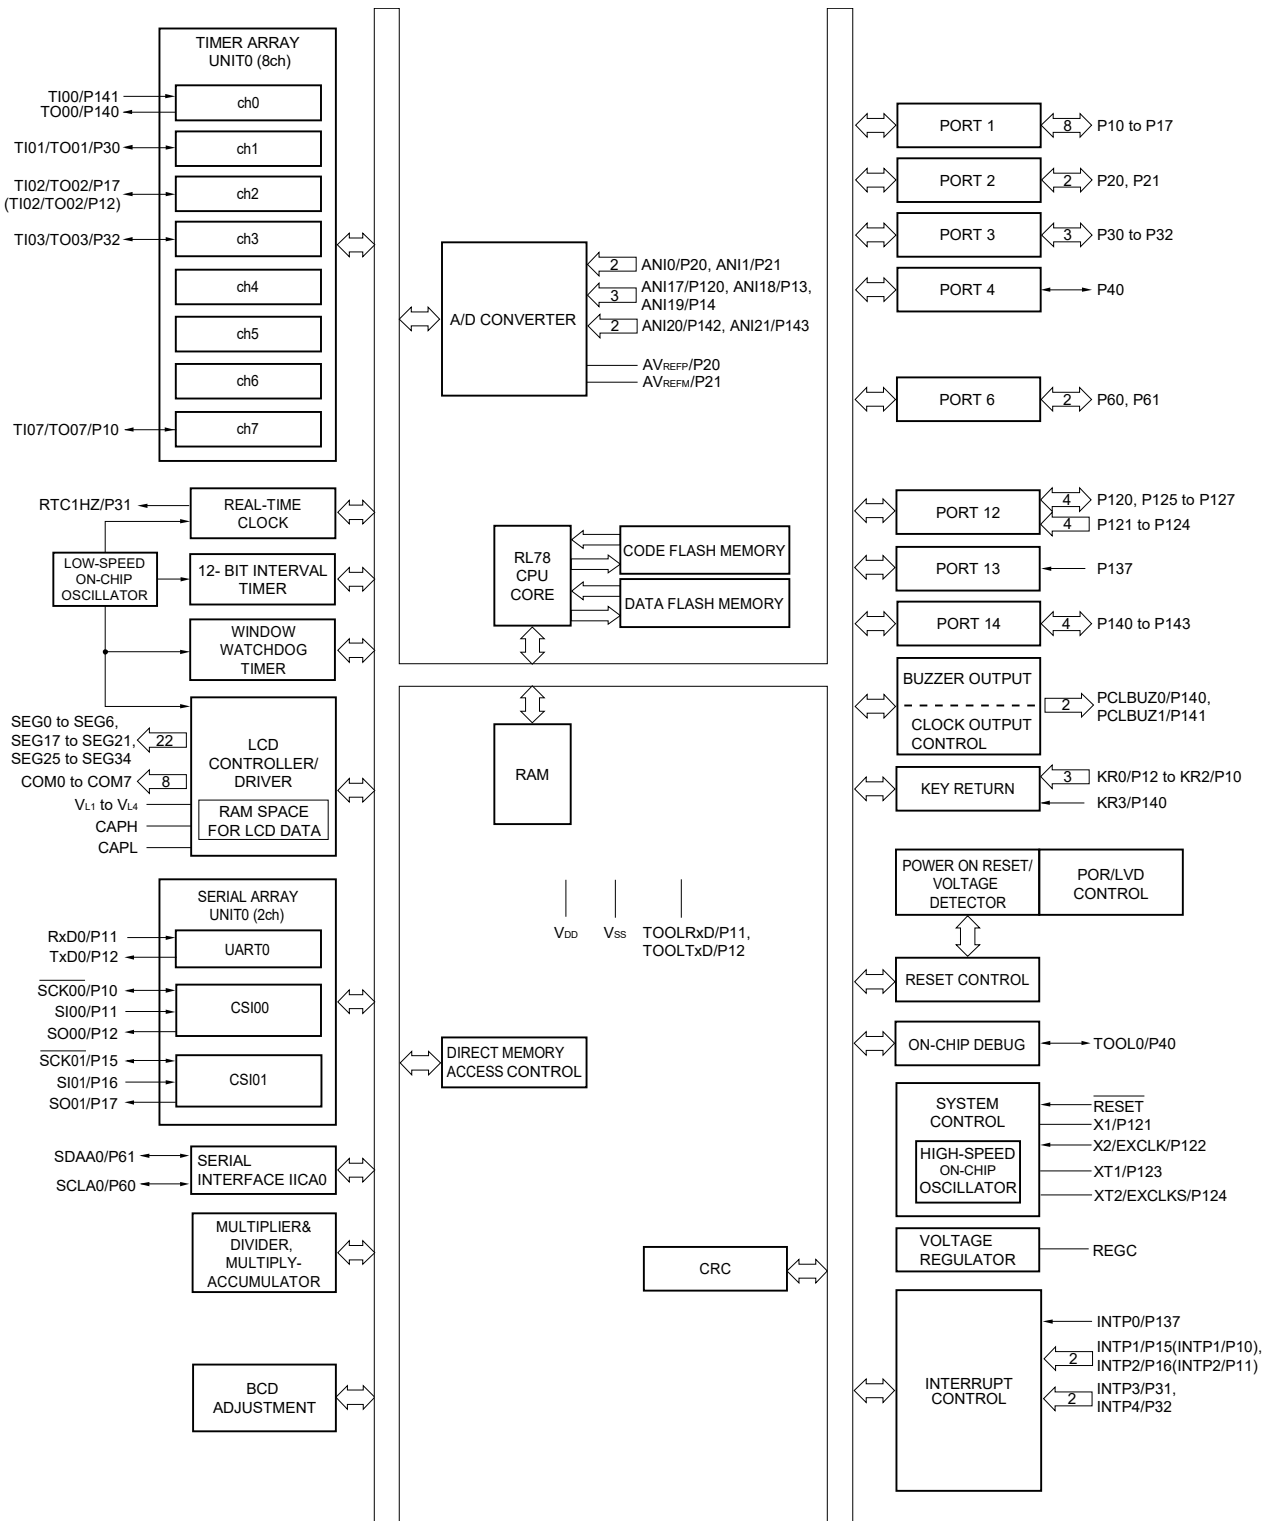 TIMER ARRAY
UNIT0 (8ch)
TI00/P141
TO00/P140
ch0
TI01/TO01/P30
ch1
TI02/TO02/P17
(TI02/TO02/P12)
ch2
TI03/TO03/P32
ch3
ch4
ch5
ch6
TI07/TO07/P10
ch7
RTC1HZ/P31
REAL-TIME
CLOCK
LOW-SPEED
ON-CHIP
OSCILLATOR
12- BIT INTERVAL
TIMER
WINDOW
WATCHDOG
TIMER
SEG0 to SEG6,
SEG17 to SEG21,
SEG25 to SEG34
22
COM0 to COM7
8
VL1 to VL4
CAPH
CAPL
LCD
CONTROLLER/
DRIVER
RAM SPACE
FOR LCD DATA
SERIAL ARRAY
UNIT0 (2ch)
RxD0/P11
TxD0/P12
UART0
SCK00/P10
SI00/P11
SO00/P12
CSI00
SCK01/P15
SI01/P16
SO01/P17
CSI01
SDAA0/P61
SCLA0/P60
SERIAL
INTERFACE IICA0
MULTIPLIER&
DIVIDER,
MULTIPLY-
ACCUMULATOR
BCD
ADJUSTMENT
A/D CONVERTER
2
ANI0/P20, ANI1/P21
3
ANI17/P120, ANI18/P13,
ANI19/P14
2
ANI20/P142, ANI21/P143
AVREFP/P20
AVREFM/P21
RL78
CPU
CORE
CODE FLASH MEMORY
DATA FLASH MEMORY
RAM
VDD
VSS
TOOLRxD/P11,
TOOLTxD/P12
DIRECT MEMORY
ACCESS CONTROL
CRC
PORT 1
8
P10 to P17
PORT 2
2
P20, P21
PORT 3
3
P30 to P32
PORT 4
P40
PORT 6
2
P60, P61
PORT 12
4
P120, P125 to P127
4
P121 to P124
PORT 13
P137
PORT 14
4
P140 to P143
BUZZER OUTPUT
CLOCK OUTPUT
CONTROL
2
PCLBUZ0/P140,
PCLBUZ1/P141
KEY RETURN
3
KR0/P12 to KR2/P10
KR3/P140
POWER ON RESET/
VOLTAGE
DETECTOR
POR/LVD
CONTROL
RESET CONTROL
ON-CHIP DEBUG
TOOL0/P40
SYSTEM
CONTROL
HIGH-SPEED
ON-CHIP
OSCILLATOR
RESET
X1/P121
X2/EXCLK/P122
XT1/P123
XT2/EXCLKS/P124
VOLTAGE
REGULATOR
REGC
INTERRUPT
CONTROL
INTP0/P137
2
INTP1/P15(INTP1/P10),
INTP2/P16(INTP2/P11)
2
INTP3/P31,
INTP4/P32